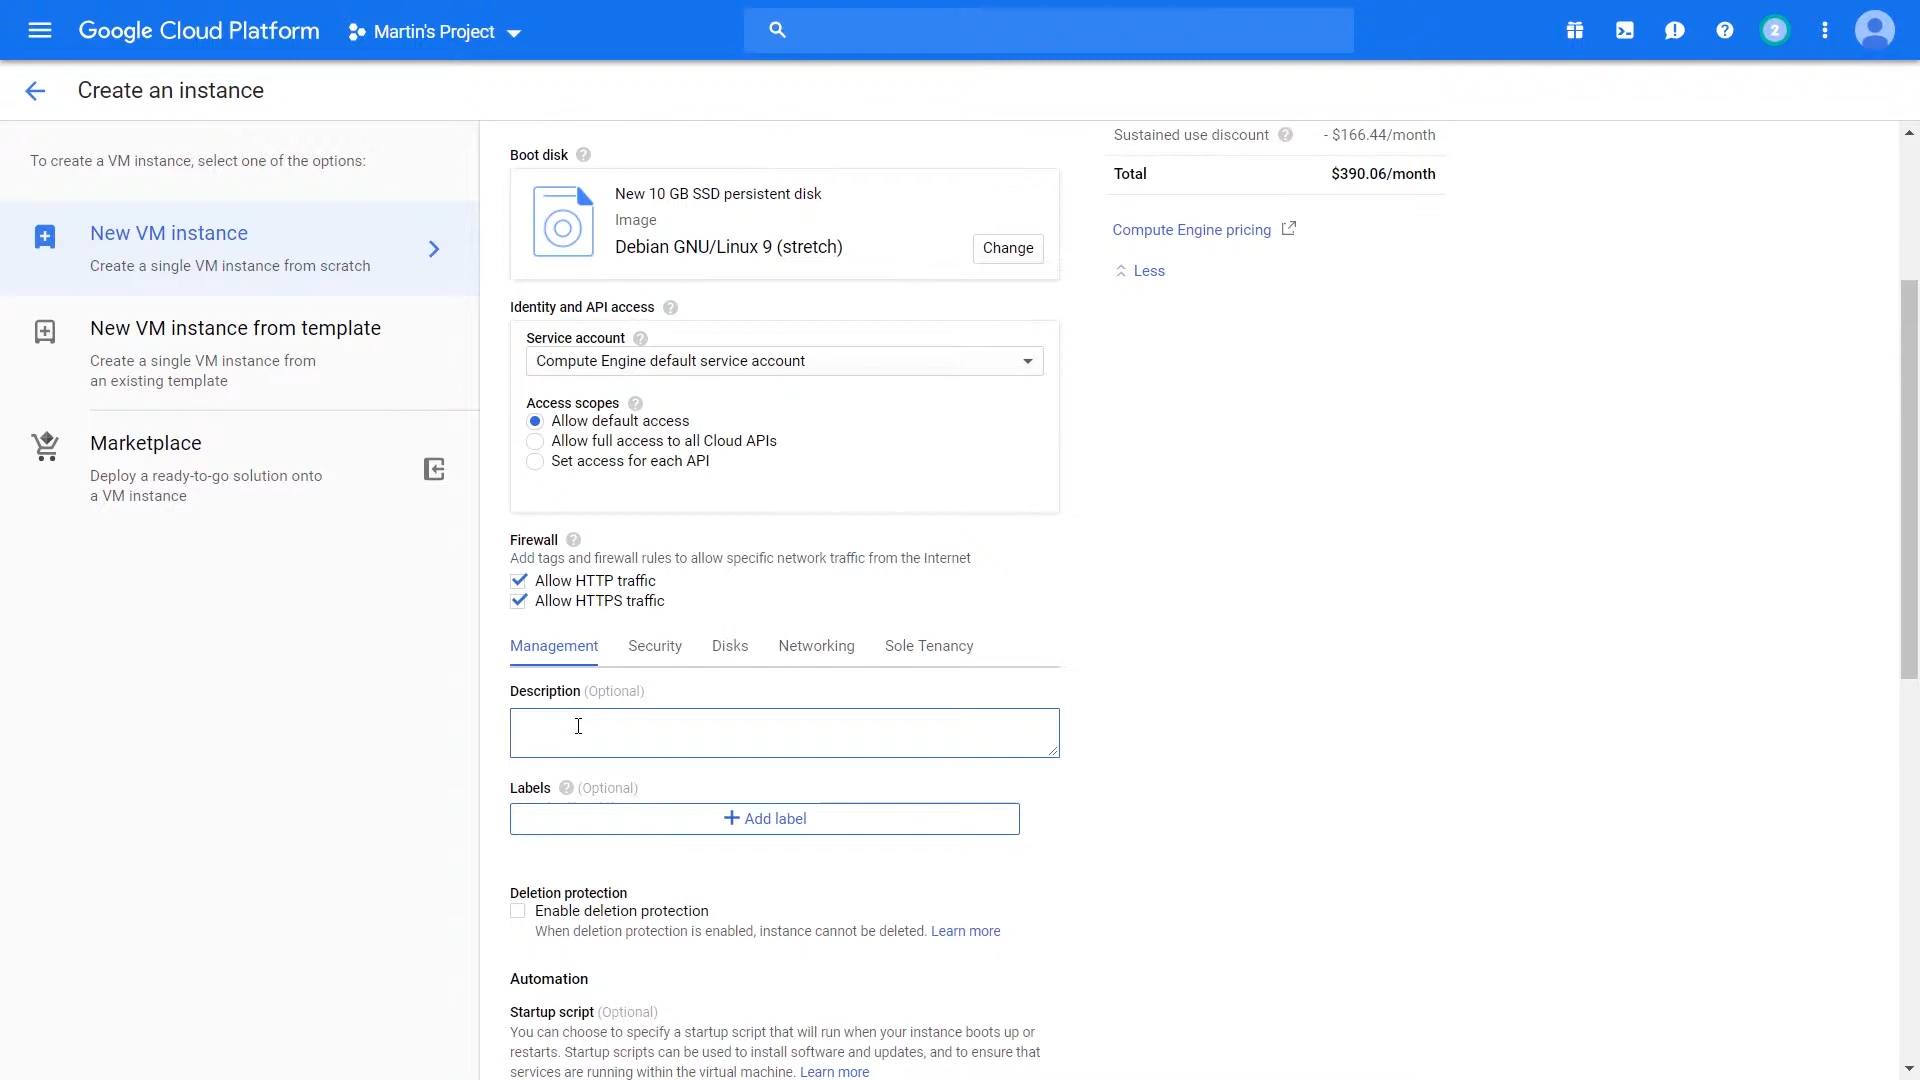 Google Cloud Platform
Martin's Project
2
Create an instance
To create a VM instance, select one of the options:
New VM instance
Create a single VM instance from scratch
New VM instance from template
Create a single VM instance from
an existing template
Marketplace
Deploy a ready-to-go solution onto
a VM instance
Boot disk
New 10 GB SSD persistent disk
Image
Debian GNU/Linux 9 (stretch)
Change
Identity and API access
Service account
Compute Engine default service account
Access scopes
Allow default access
Allow full access to all Cloud APIs
Set access for each API
Firewall
Add tags and firewall rules to allow specific network traffic from the Internet
Allow HTTP traffic
Allow HTTPS traffic
Management Security Disks Networking Sole Tenancy
Description (Optional)
Labels (Optional)
Add label
Deletion protection
Enable deletion protection
When deletion protection is enabled, instance cannot be deleted. Learn more
Automation
Startup script (Optional)
You can choose to specify a startup script that will run when your instance boots up or
restarts. Startup scripts can be used to install software and updates, and to ensure that
services are running within the virtual machine. Learn more
Sustained use discount - $166.44/month
Total $390.06/month
Compute Engine pricing
Less